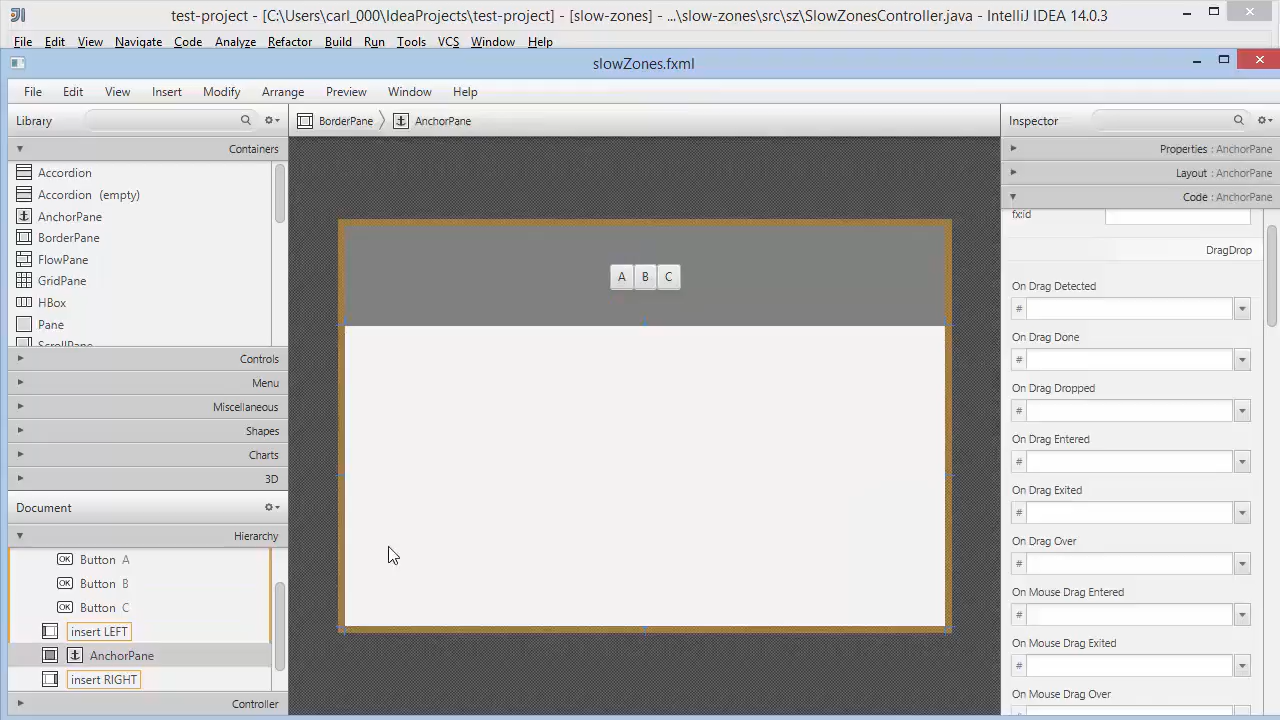 test-project - [C:\Users\carl_000\IdeaProjects\test-project] - [slow-zones] - ...\slow-zones\src\sz\SlowZonesController.java - IntelliJ IDEA 14.0.3
File Edit View Navigate Code Analyze Refactor Build Run Tools VCS Window Help
slowZones.fxml
File Edit View Insert Modify Arrange Preview Window Help
Library
BorderPane AnchorPane
Inspector
Containers
Accordion
Accordion (empty)
AnchorPane
BorderPane
FlowPane
GridPane
HBox
Pane
ScrollPane
Controls
Menu
Miscellaneous
Shapes
Charts
3D
Document
Hierarchy
OK Button A
OK Button B
OK Button C
insert LEFT
AnchorPane
insert RIGHT
Controller
A B C
Properties : AnchorPane
Layout : AnchorPane
Code : AnchorPane
fx:id
DragDrop
On Drag Detected
#
On Drag Done
#
On Drag Dropped
#
On Drag Entered
#
On Drag Exited
#
On Drag Over
#
On Mouse Drag Entered
#
On Mouse Drag Exited
#
On Mouse Drag Over